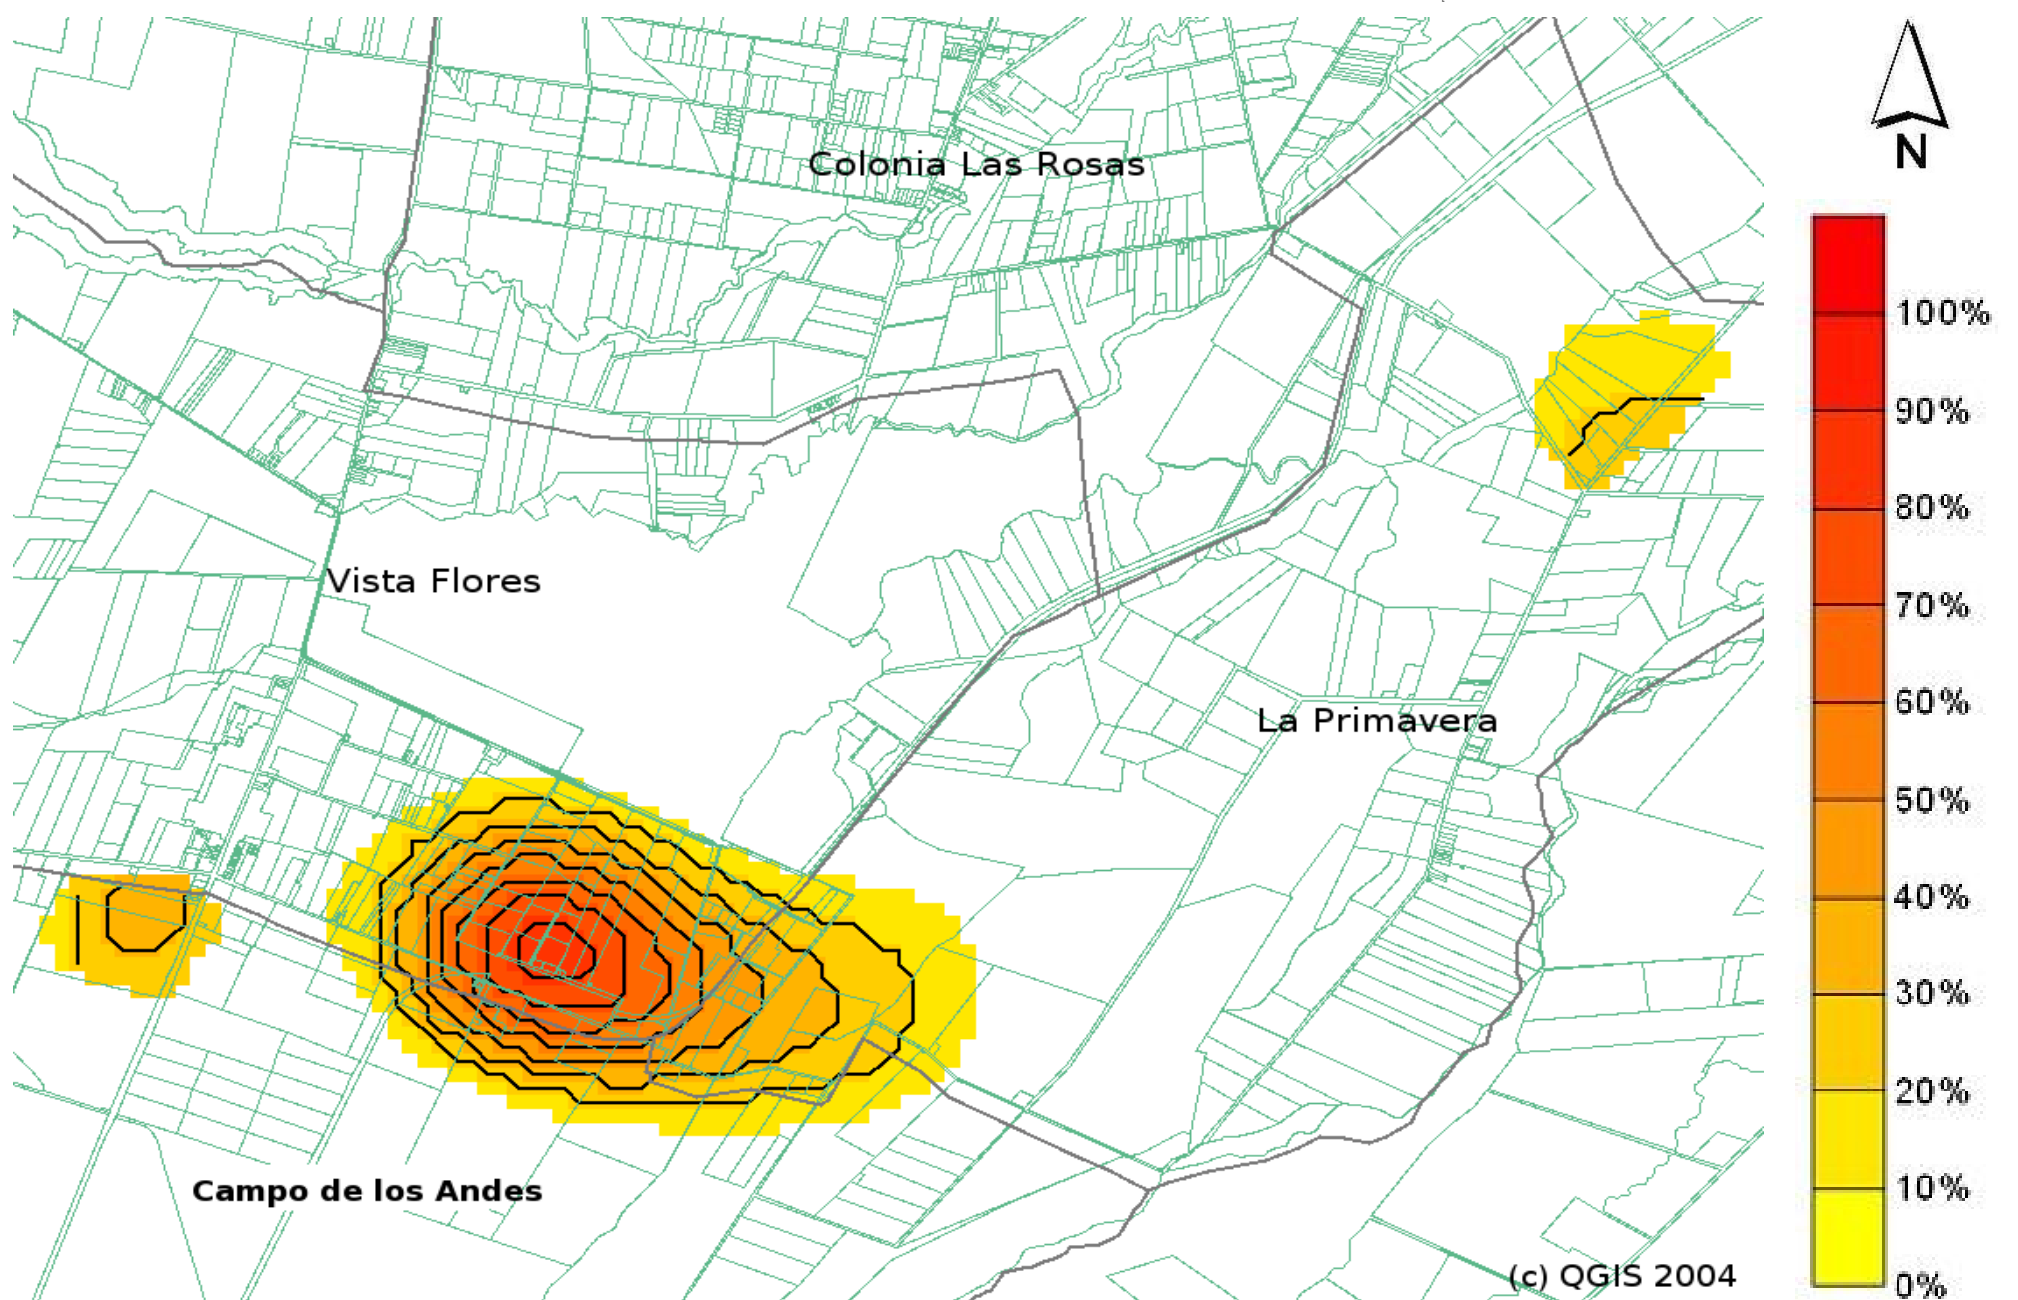 Colonia Las Rosas
Vista Flores
La Primavera
Campo de los Andes
(c) QGIS 2004
N
100%
90%
80%
70%
60%
50%
40%
30%
20%
10%
0%